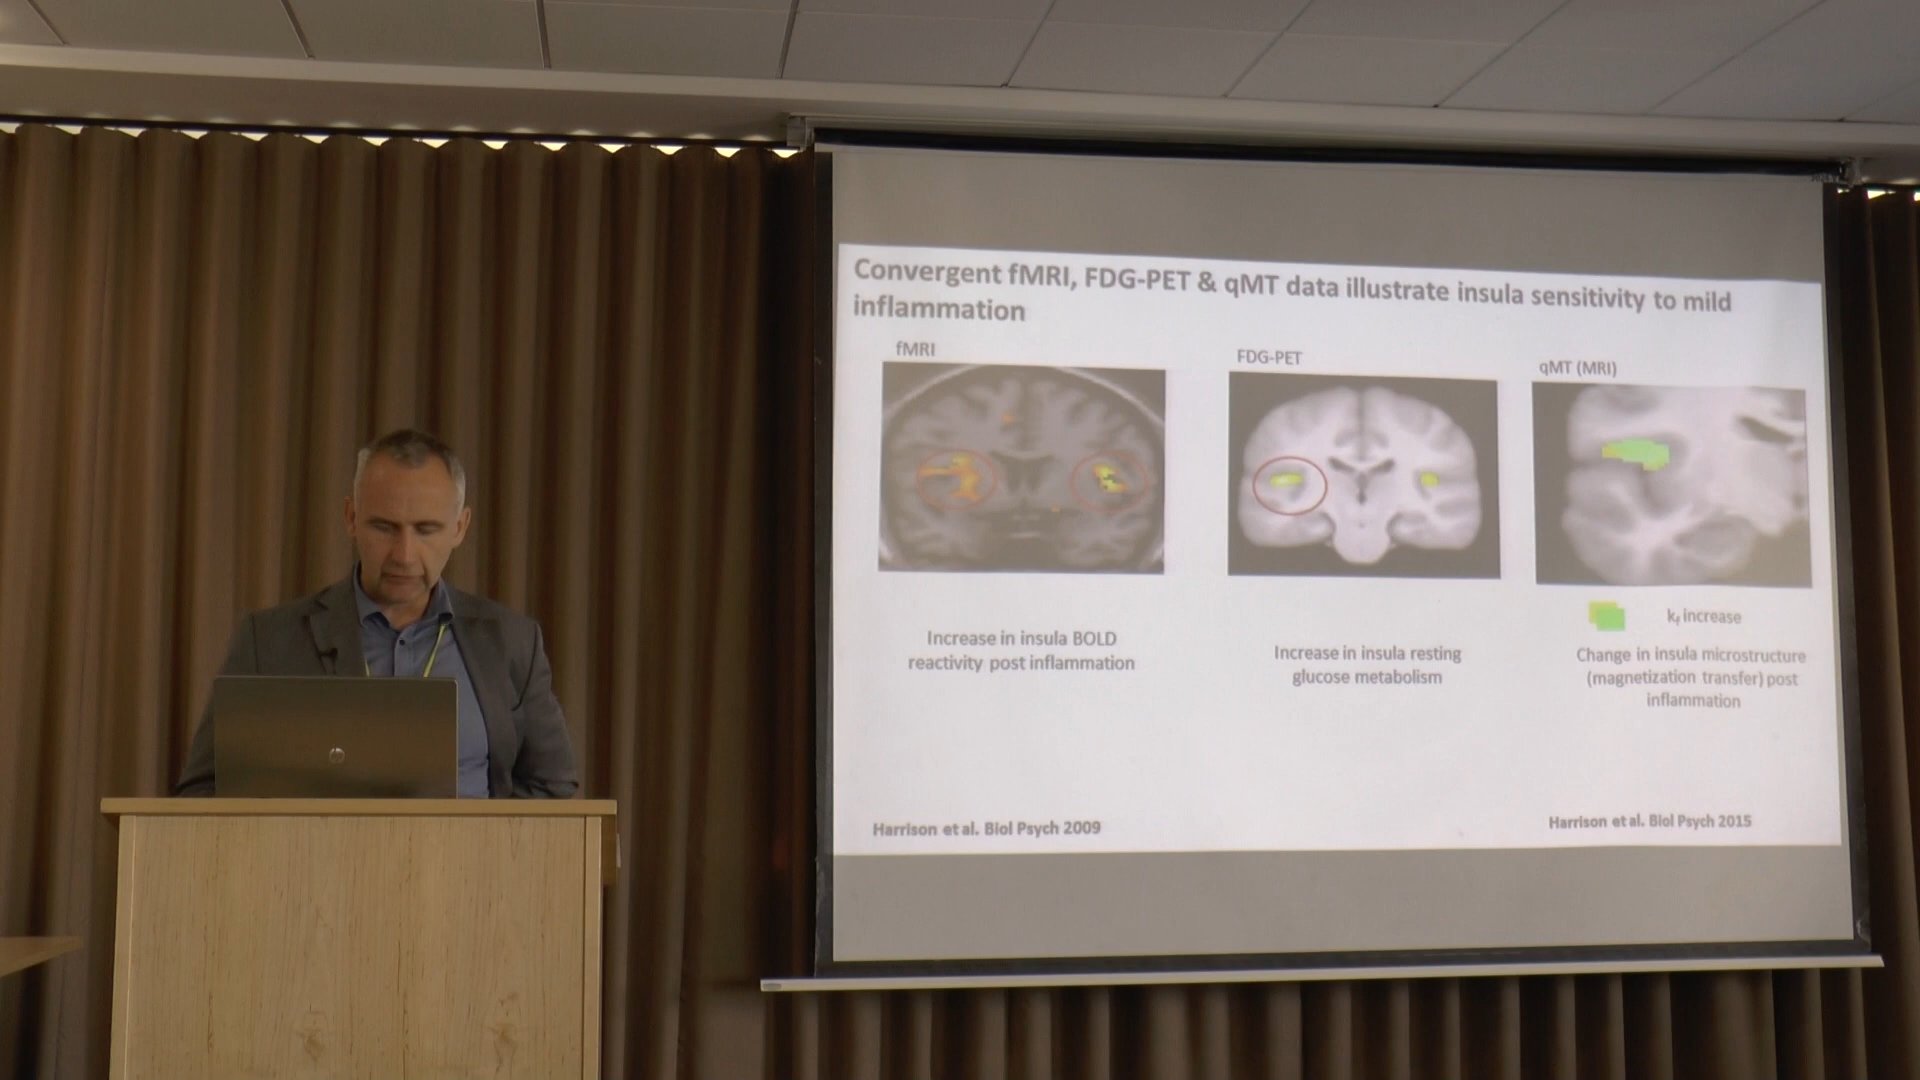 Convergent fMRI, FDG-PET & qMT data illustrate insula sensitivity to mild
inflammation
fMRI
FDG-PET
qMT (MRI)
kf increase
Increase in insula BOLD
reactivity post inflammation
Increase in insula resting
glucose metabolism
Change in insula microstructure
(magnetization transfer) post
inflammation
Harrison et al. Biol Psych 2009
Harrison et al. Biol Psych 2015
hp